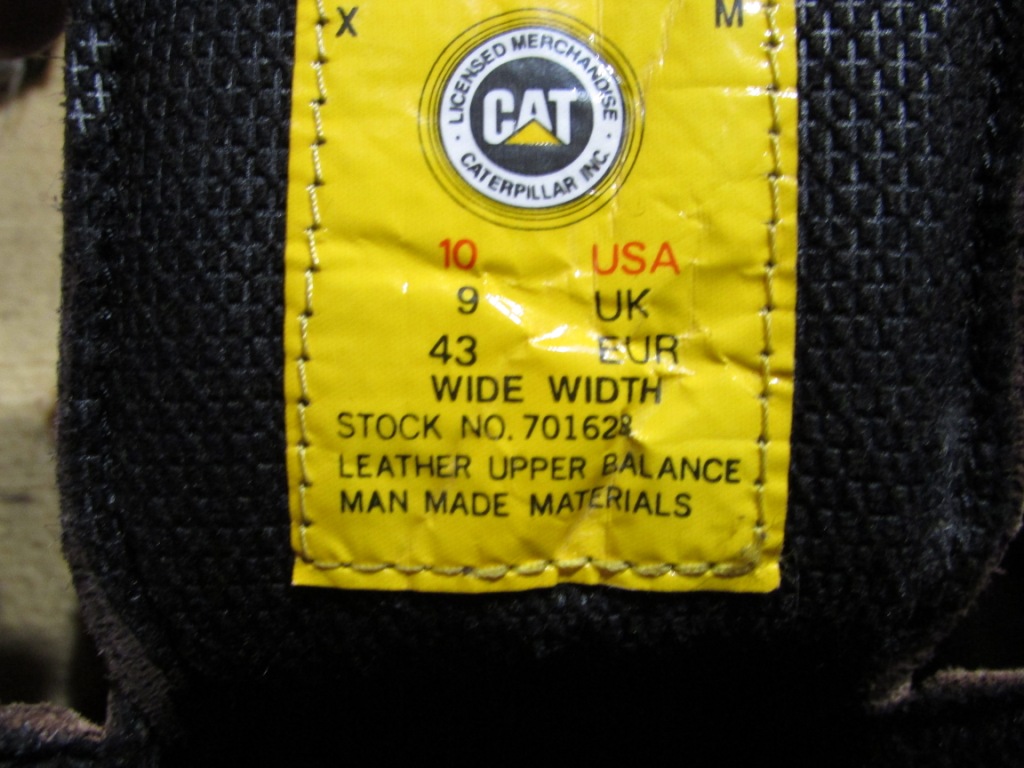 X M
LICENSED MERCHANDISE
CAT
CATERPILLAR INC.
10 USA
9 UK
43 EUR
WIDE WIDTH
STOCK NO. 701628
LEATHER UPPER BALANCE
MAN MADE MATERIALS